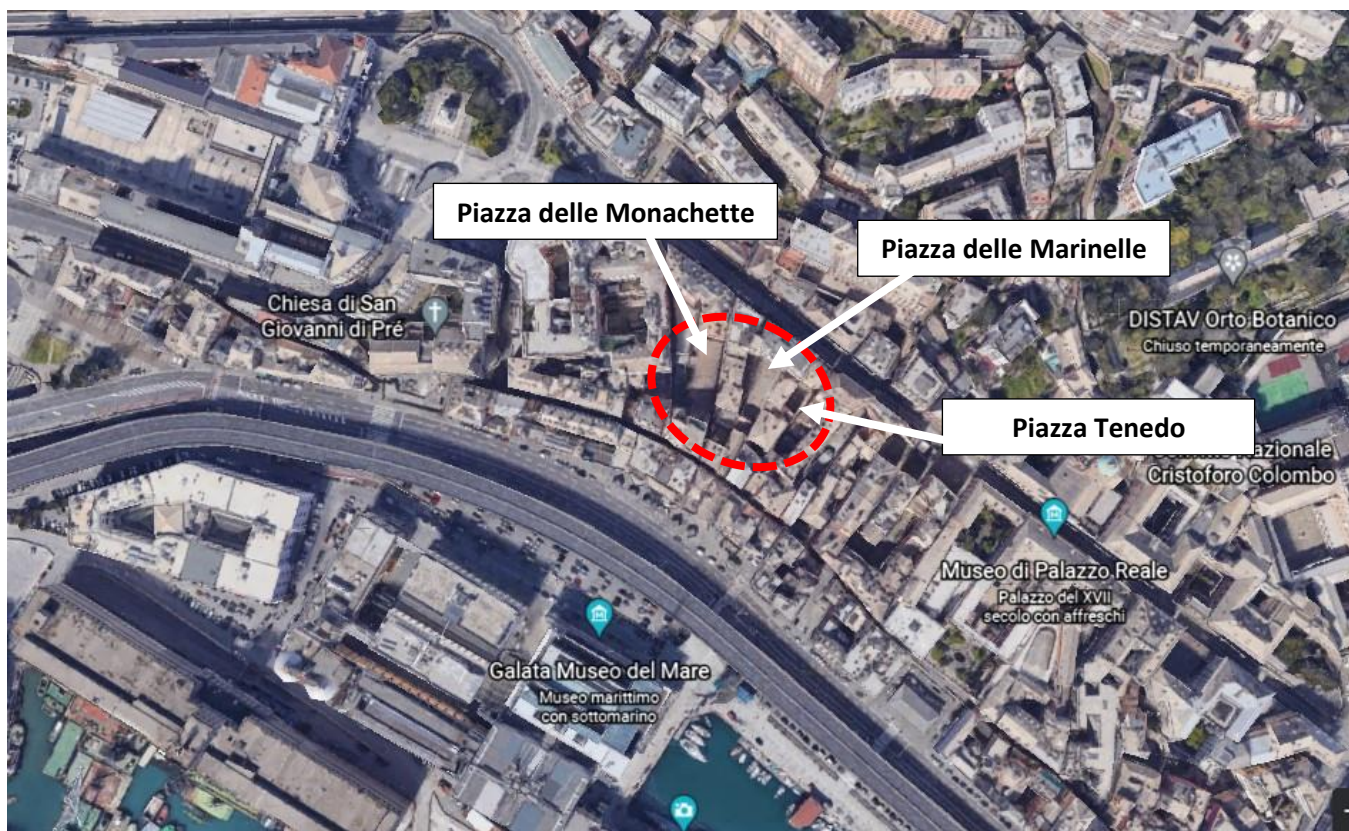 Piazza delle Monachette
Piazza delle Marinelle
Chiesa di San
Giovanni di Pré
DISTAV Orto Botanico
Chiuso temporaneamente
Piazza Tenedo
Nazionale
Cristoforo Colombo
Museo di Palazzo Reale
Palazzo del XVII
secolo con affreschi
Galata Museo del Mare
Museo marittimo
con sottomarino